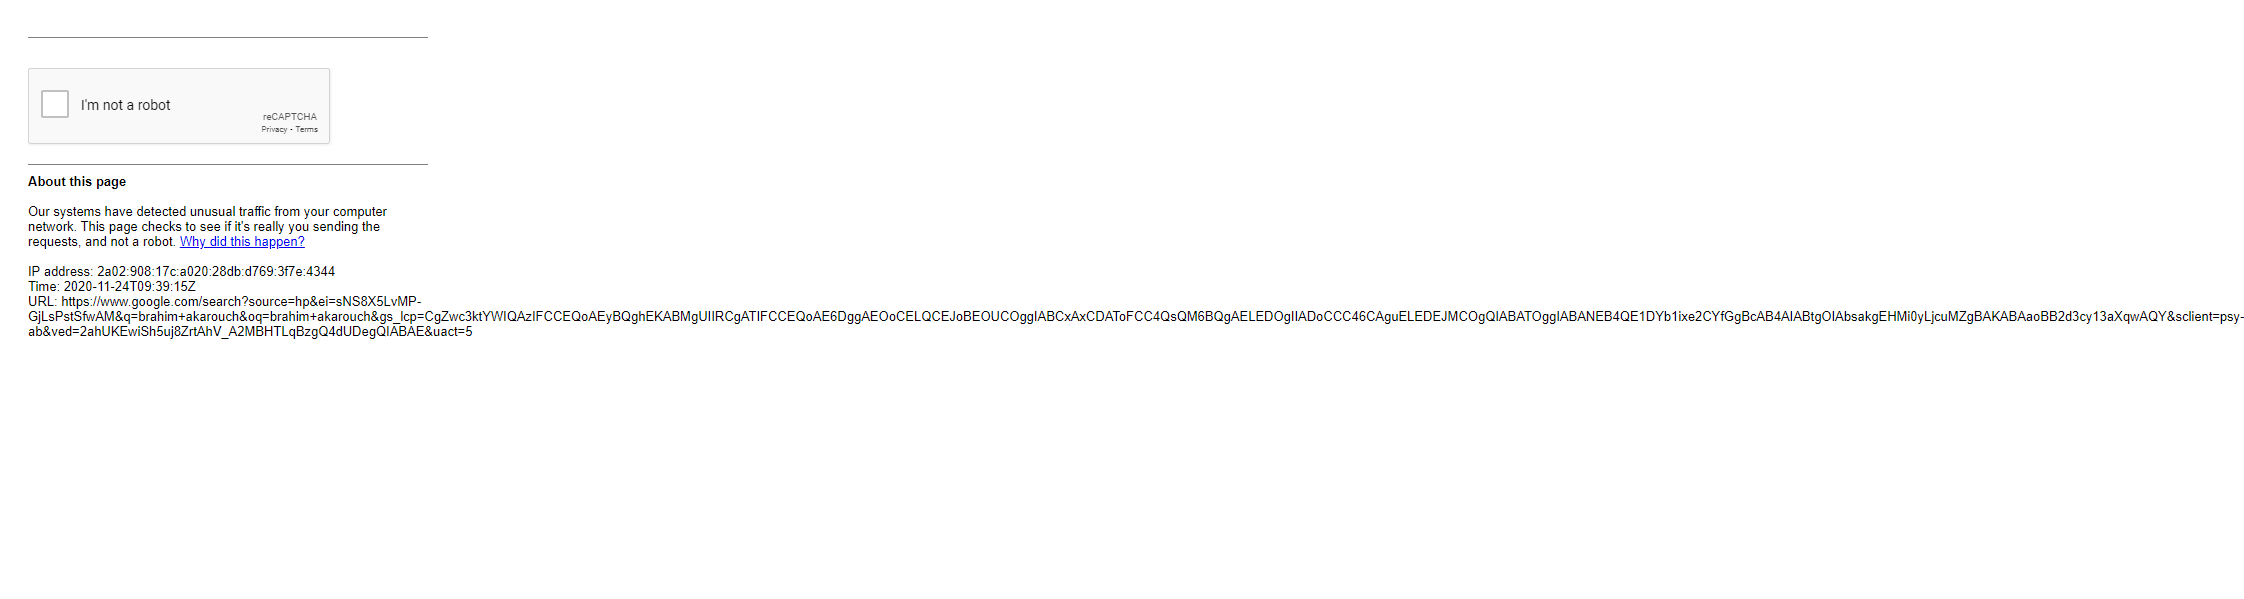 I'm not a robot
reCAPTCHA
Privacy - Terms
About this page
Our systems have detected unusual traffic from your computer
network. This page checks to see if it's really you sending the
requests, and not a robot. Why did this happen?
IP address: 2a02:908:17c:a020:28db:d769:3f7e:4344
Time: 2020-11-24T09:39:15Z
URL: https://www.google.com/search?source=hp&ei=sNS8X5LvMP-
GjLsPstSfwAM&q=brahim+akarouch&oq=brahim+akarouch&gs_lcp=CgZwc3ktYWIQAzIFCCEQoAEyBQghEKABMgUIIRCgATIFCCEQoAE6DggAEOoCELQCEJoBEOUCOggIABCxAxCDAToFCC4QsQM6BQgAELEDOgIIADoCCC46CAguELEDEJMCOgQIABATOggIABANEB4QE1DYb1ixe2CYfGgBcAB4AIABtgOIAbsakgEHMi0yLjcuMZgBAKABAaoBB2d3cy13aXqwAQY&sclient=psy-
ab&ved=2ahUKEwiSh5uj8ZrtAhV_A2MBHTLqBzgQ4dUDegQIABAE&uact=5